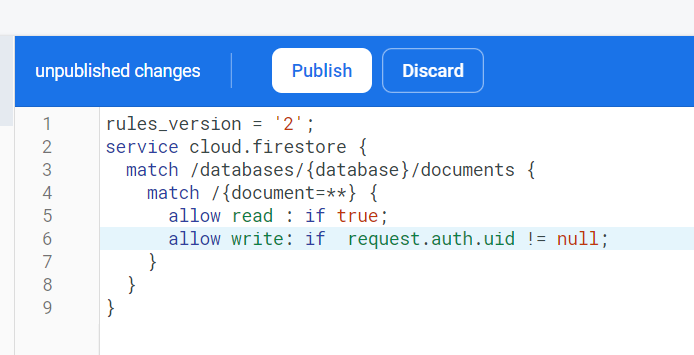 unpublished changes Publish Discard
1 rules_version = '2';
2 service cloud.firestore {
3 match /databases/{database}/documents {
4 match /{document=**} {
5 allow read : if true;
6 allow write: if  request.auth.uid != null;
7 }
8 }
9 }